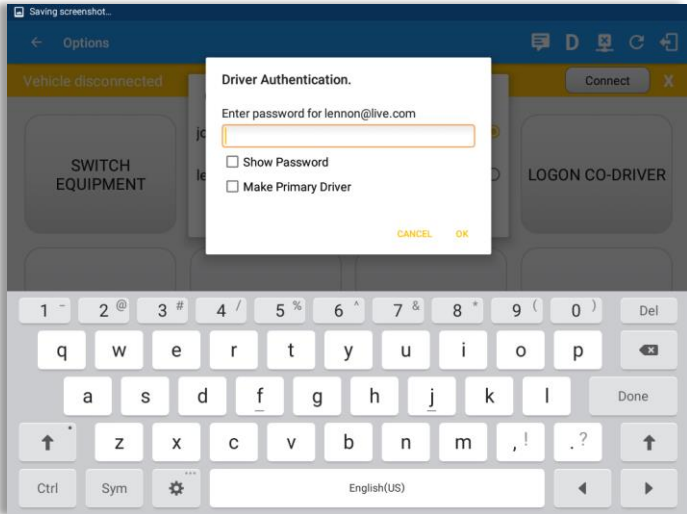 Saving screenshot...
Options
D
Vehicle disconnected
Connect
X
Driver Authentication.
Enter password for lennon@live.com
jo
Show Password
le
Make Primary Driver
SWITCH
EQUIPMENT
LOGON CO-DRIVER
CANCEL
OK
1 - 2 @ 3 # 4 / 5 % 6 ^ 7 & 8 * 9 ( 0 ) Del
q w e r t y u i o p
a s d f g h j k l Done
z x c v b n m , ! . ?
Ctrl Sym English(US)